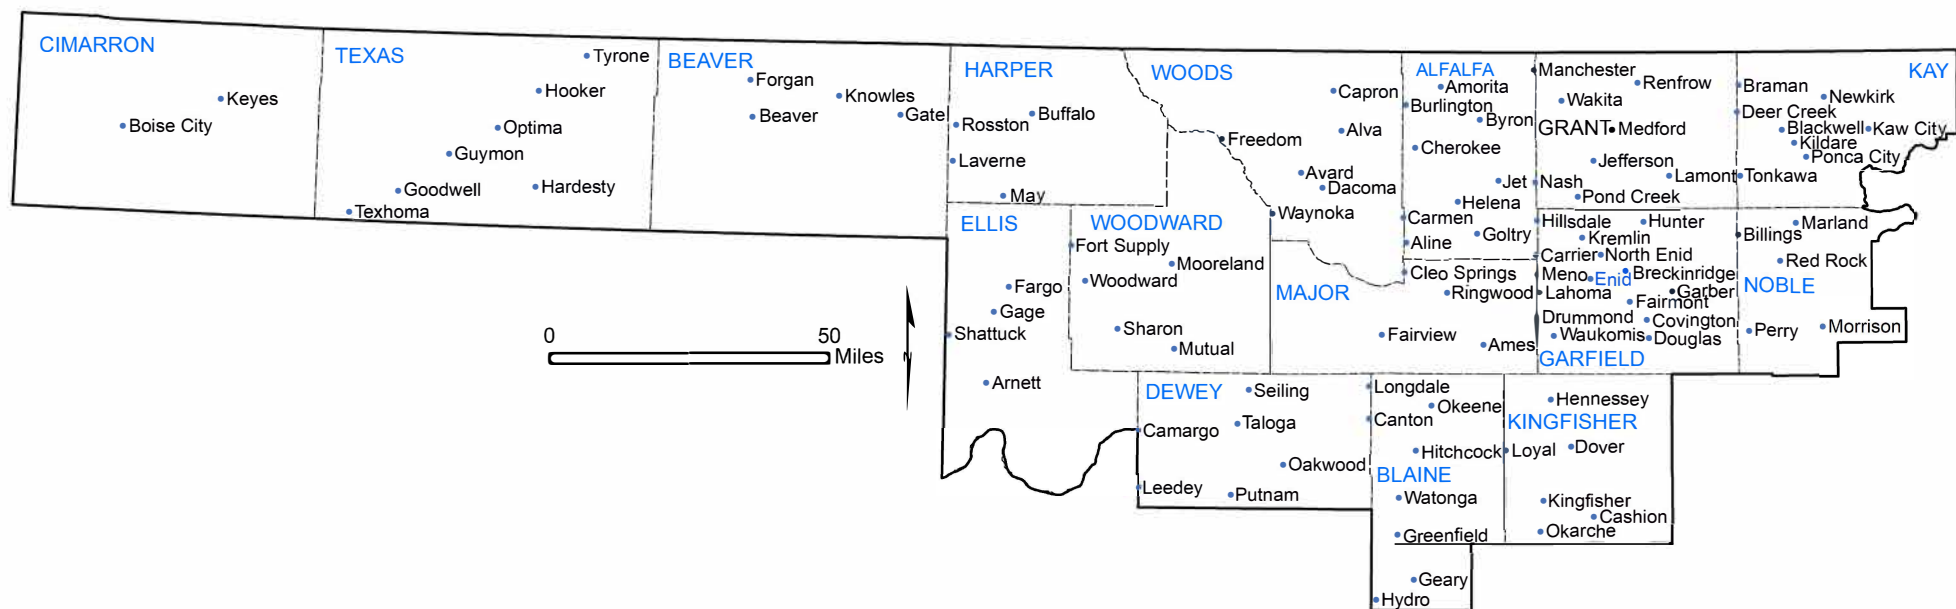 CIMARRON
Keyes
Boise City
TEXAS
Tyrone
Hooker
Optima
Guymon
Goodwell
Hardesty
Texhoma
BEAVER
Forgan
Knowles
Beaver
Gate
HARPER
Buffalo
Rosston
Laverne
May
WOODS
Capron
Alva
Freedom
Avard
Dacoma
Waynoka
ALFALFA
Amorita
Burlington
Byron
Cherokee
Jet
Helena
Carmen
Goltry
Aline
Manchester
Renfrow
Wakita
GRANT
Medford
Jefferson
Lamont
Nash
Pond Creek
KAY
Braman
Newkirk
Deer Creek
Blackwell
Kaw City
Kildare
Ponca City
Tonkawa
ELLIS
Fargo
Gage
Shattuck
Arnett
WOODWARD
Fort Supply
Mooreland
Woodward
Sharon
Mutual
MAJOR
Cleo Springs
Ringwood
Fairview
Ames
Hillsdale
Hunter
Kremlin
Carrier
North Enid
Meno
Enid
Breckinridge
Lahoma
Garber
Fairmont
Drummond
Covington
Waukomis
Douglas
GARFIELD
Marland
Billings
Red Rock
NOBLE
Perry
Morrison
0
50
Miles
N
DEWEY
Seiling
Taloga
Camargo
Oakwood
Leedey
Putnam
Longdale
Okeene
Canton
Hitchcock
BLAINE
Watonga
Greenfield
Geary
Hydro
Hennessey
KINGFISHER
Loyal
Dover
Kingfisher
Cashion
Okarche